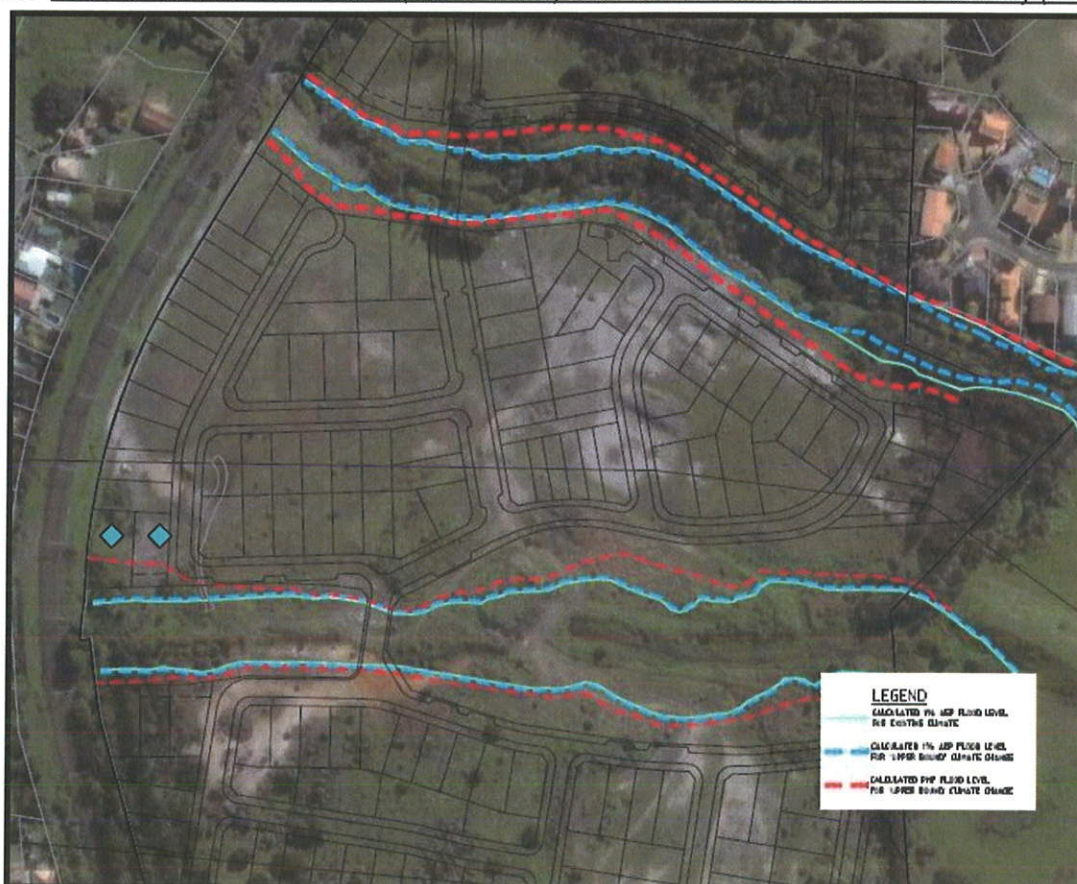 LEGEND
CALCULATED 1% AEP FLOOD LEVEL
FOR EXISTING CLIMATE
CALCULATED 1% AEP FLOOD LEVEL
FOR 'UPPER BOUND' CLIMATE CHANGE
CALCULATED PMF FLOOD LEVEL
FOR 'UPPER BOUND' CLIMATE CHANGE